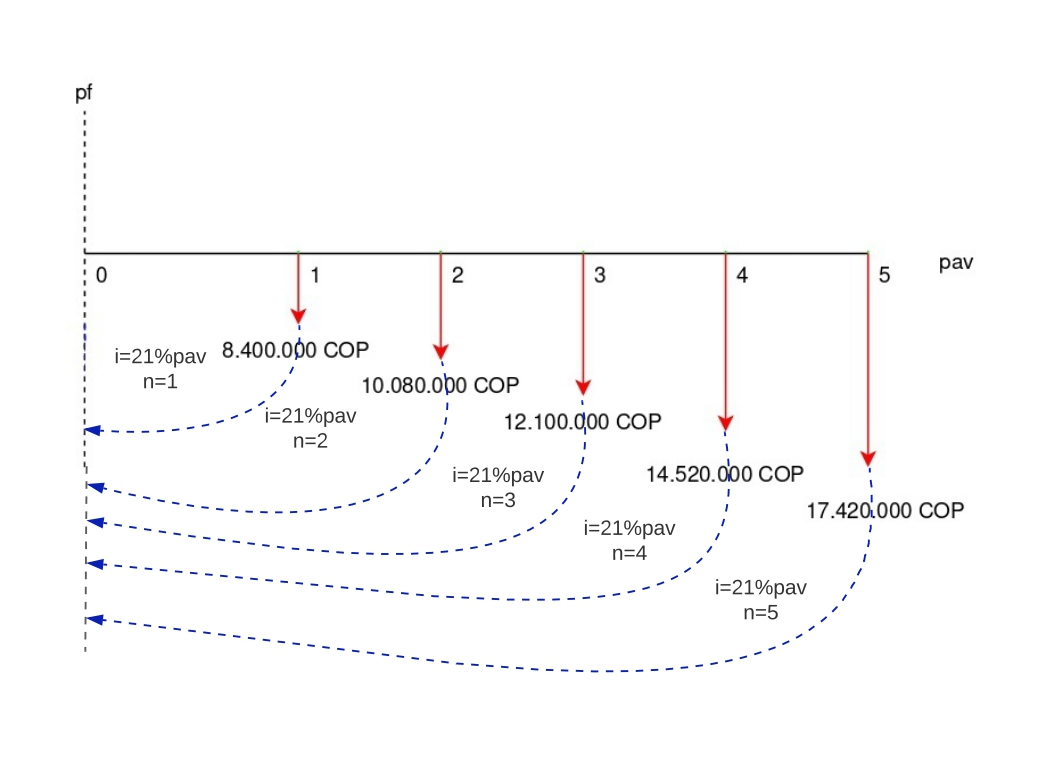 pf
0
1
2
3
4
5
pav
i=21%pav
n=1
8.400.000 COP
10.080.000 COP
i=21%pav
n=2
12.100.000 COP
i=21%pav
n=3
14.520.000 COP
i=21%pav
n=4
17.420.000 COP
i=21%pav
n=5